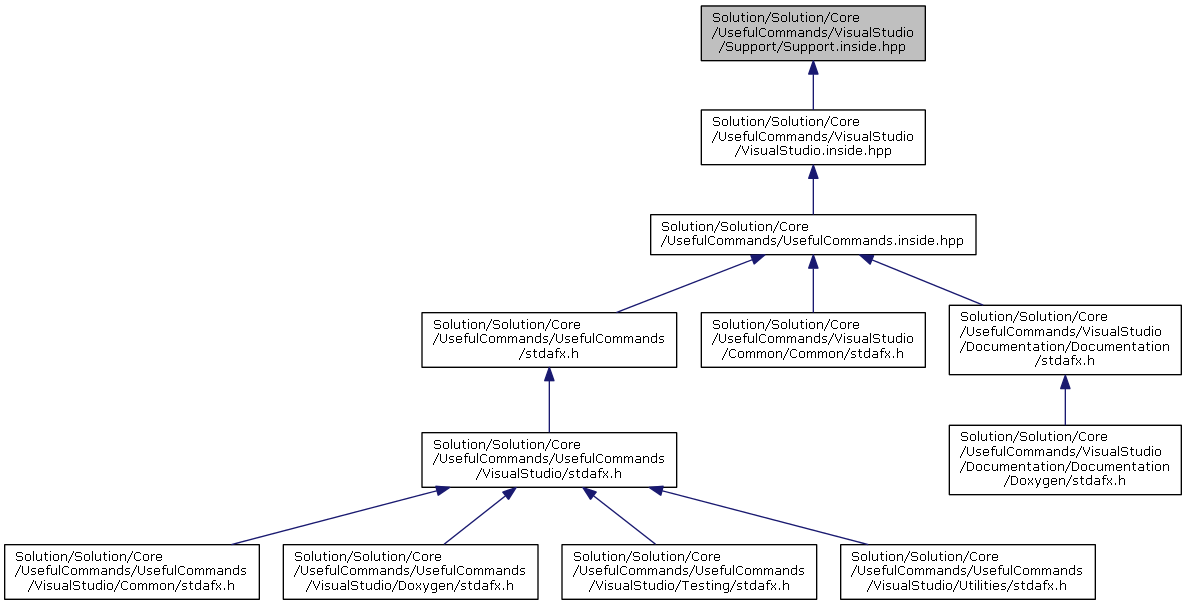 Solution/Solution/Core
/UsefulCommands/VisualStudio
/Support/Support.inside.hpp
Solution/Solution/Core
/UsefulCommands/VisualStudio
/VisualStudio.inside.hpp
Solution/Solution/Core
/UsefulCommands/UsefulCommands.inside.hpp
Solution/Solution/Core
/UsefulCommands/UsefulCommands
/stdafx.h
Solution/Solution/Core
/UsefulCommands/VisualStudio
/Common/Common/stdafx.h
Solution/Solution/Core
/UsefulCommands/VisualStudio
/Documentation/Documentation
/stdafx.h
Solution/Solution/Core
/UsefulCommands/UsefulCommands
/VisualStudio/stdafx.h
Solution/Solution/Core
/UsefulCommands/VisualStudio
/Documentation/Documentation
/Doxygen/stdafx.h
Solution/Solution/Core
/UsefulCommands/UsefulCommands
/VisualStudio/Common/stdafx.h
Solution/Solution/Core
/UsefulCommands/UsefulCommands
/VisualStudio/Doxygen/stdafx.h
Solution/Solution/Core
/UsefulCommands/UsefulCommands
/VisualStudio/Testing/stdafx.h
Solution/Solution/Core
/UsefulCommands/UsefulCommands
/VisualStudio/Utilities/stdafx.h